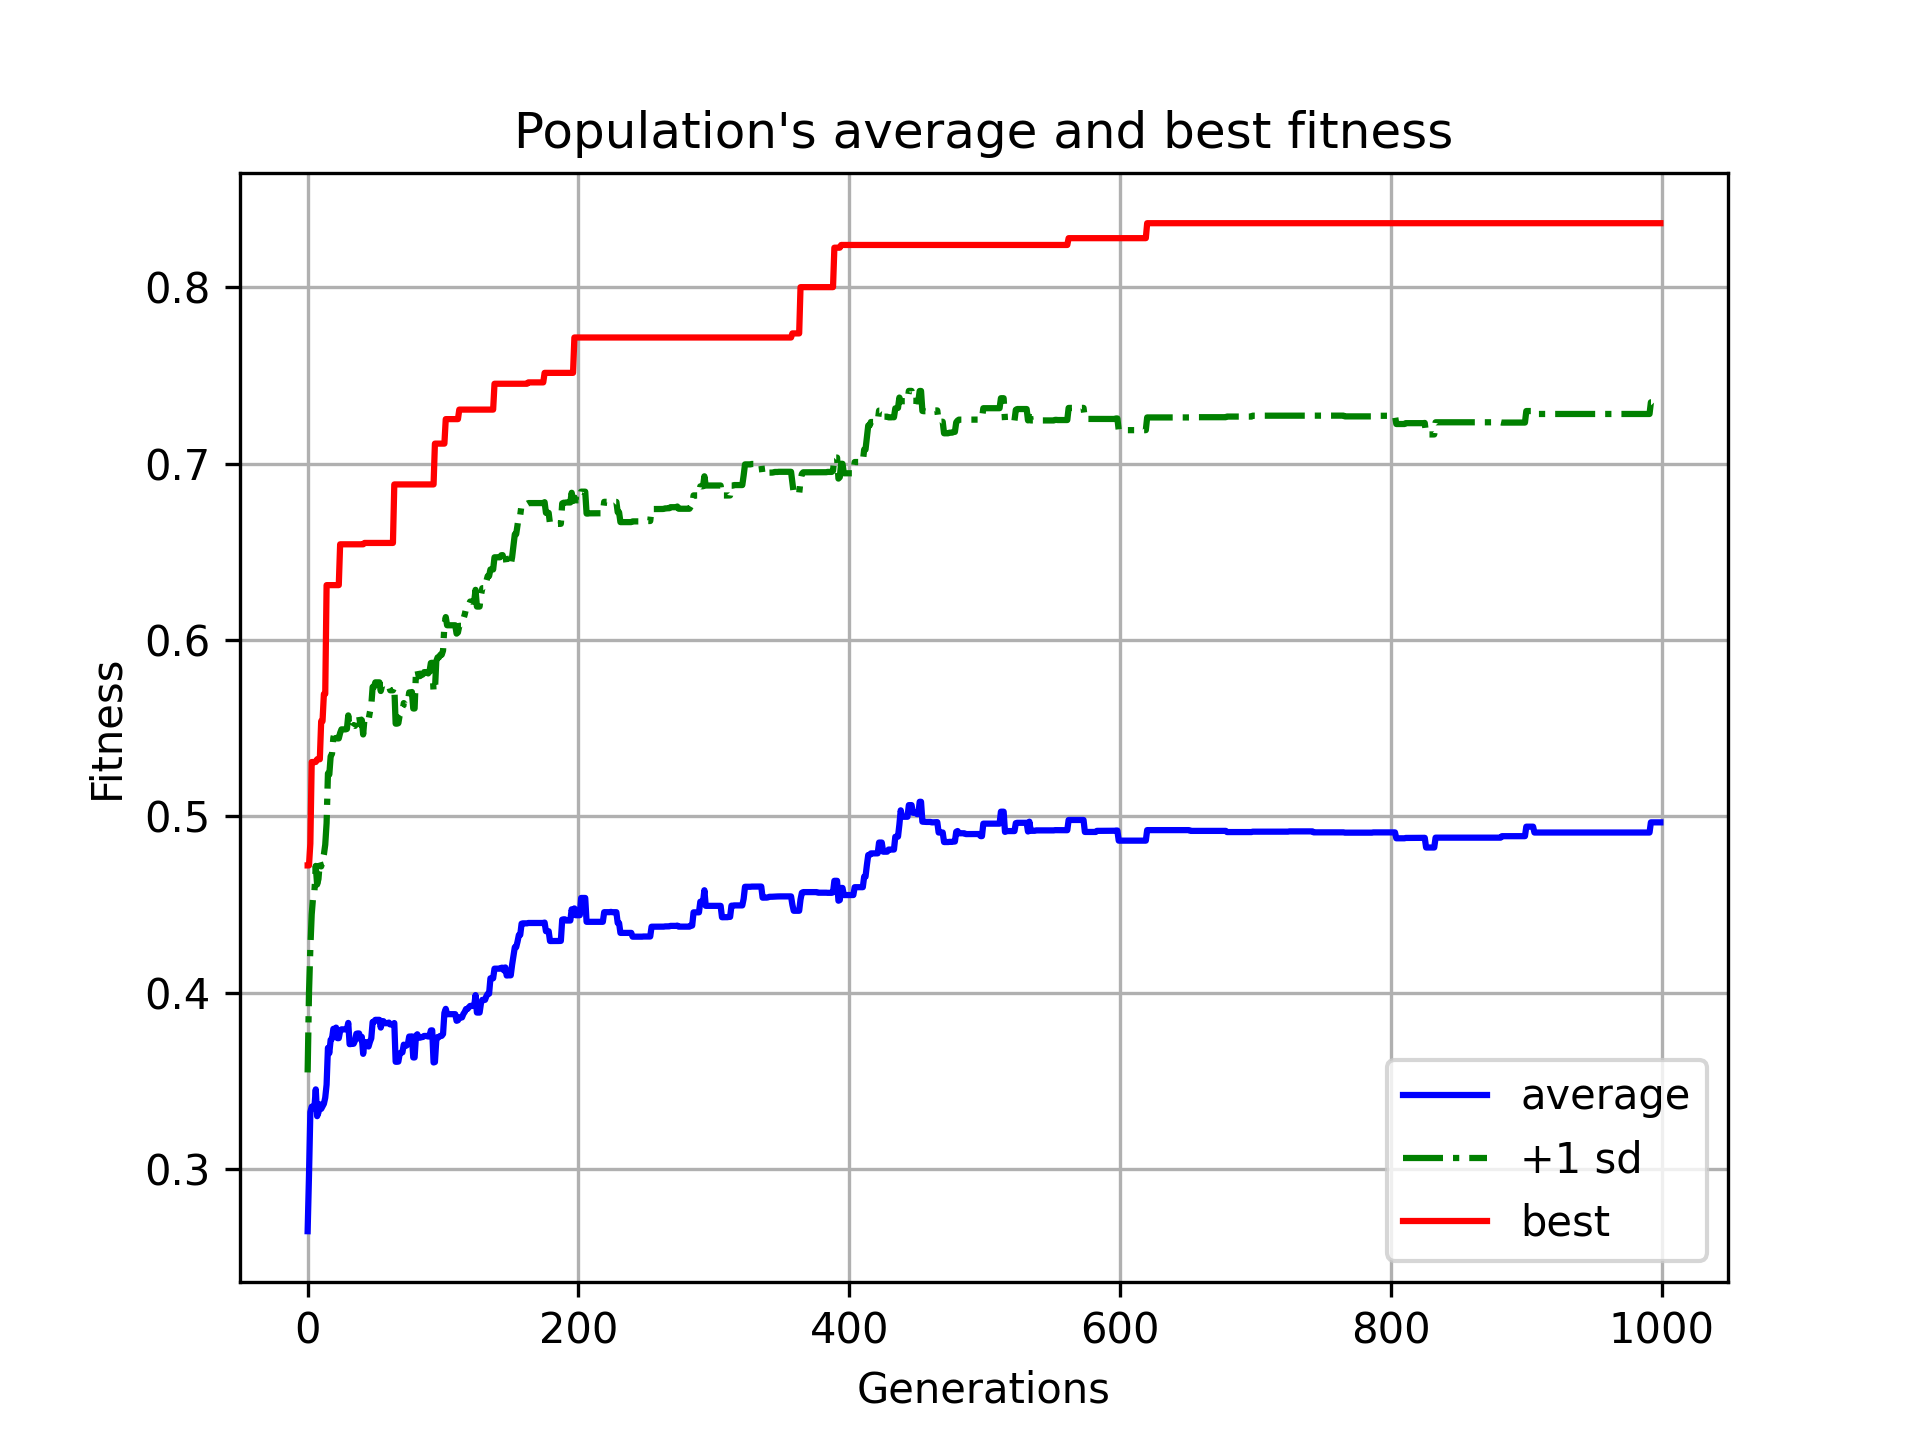 Population's average and best fitness
Fitness
0.8
0.7
0.6
0.5
0.4
0.3
0
200
400
600
800
1000
Generations
average
+1 sd
best